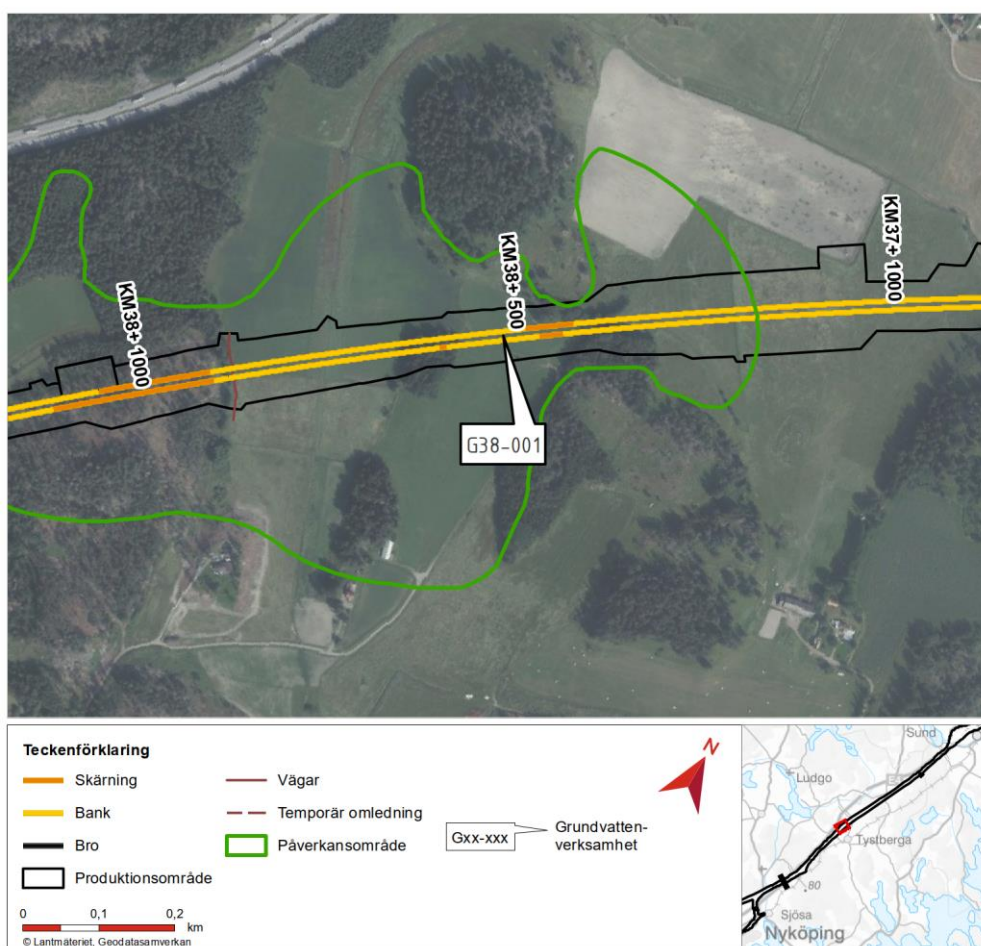 KM37+ 1000
KM38+ 500
KM38+ 1000
G38-001
Teckenförklaring
Skärning
Bank
Bro
Produktionsområde
Vägar
Temporär omledning
Påverkansområde
Gxx-xxx
Grundvatten-
verksamhet
N
0
0,1
0,2
km
© Lantmäteriet, Geodatasamverkan
Sund
Ludgo
Tystberga
80
Sjösa
Nyköping